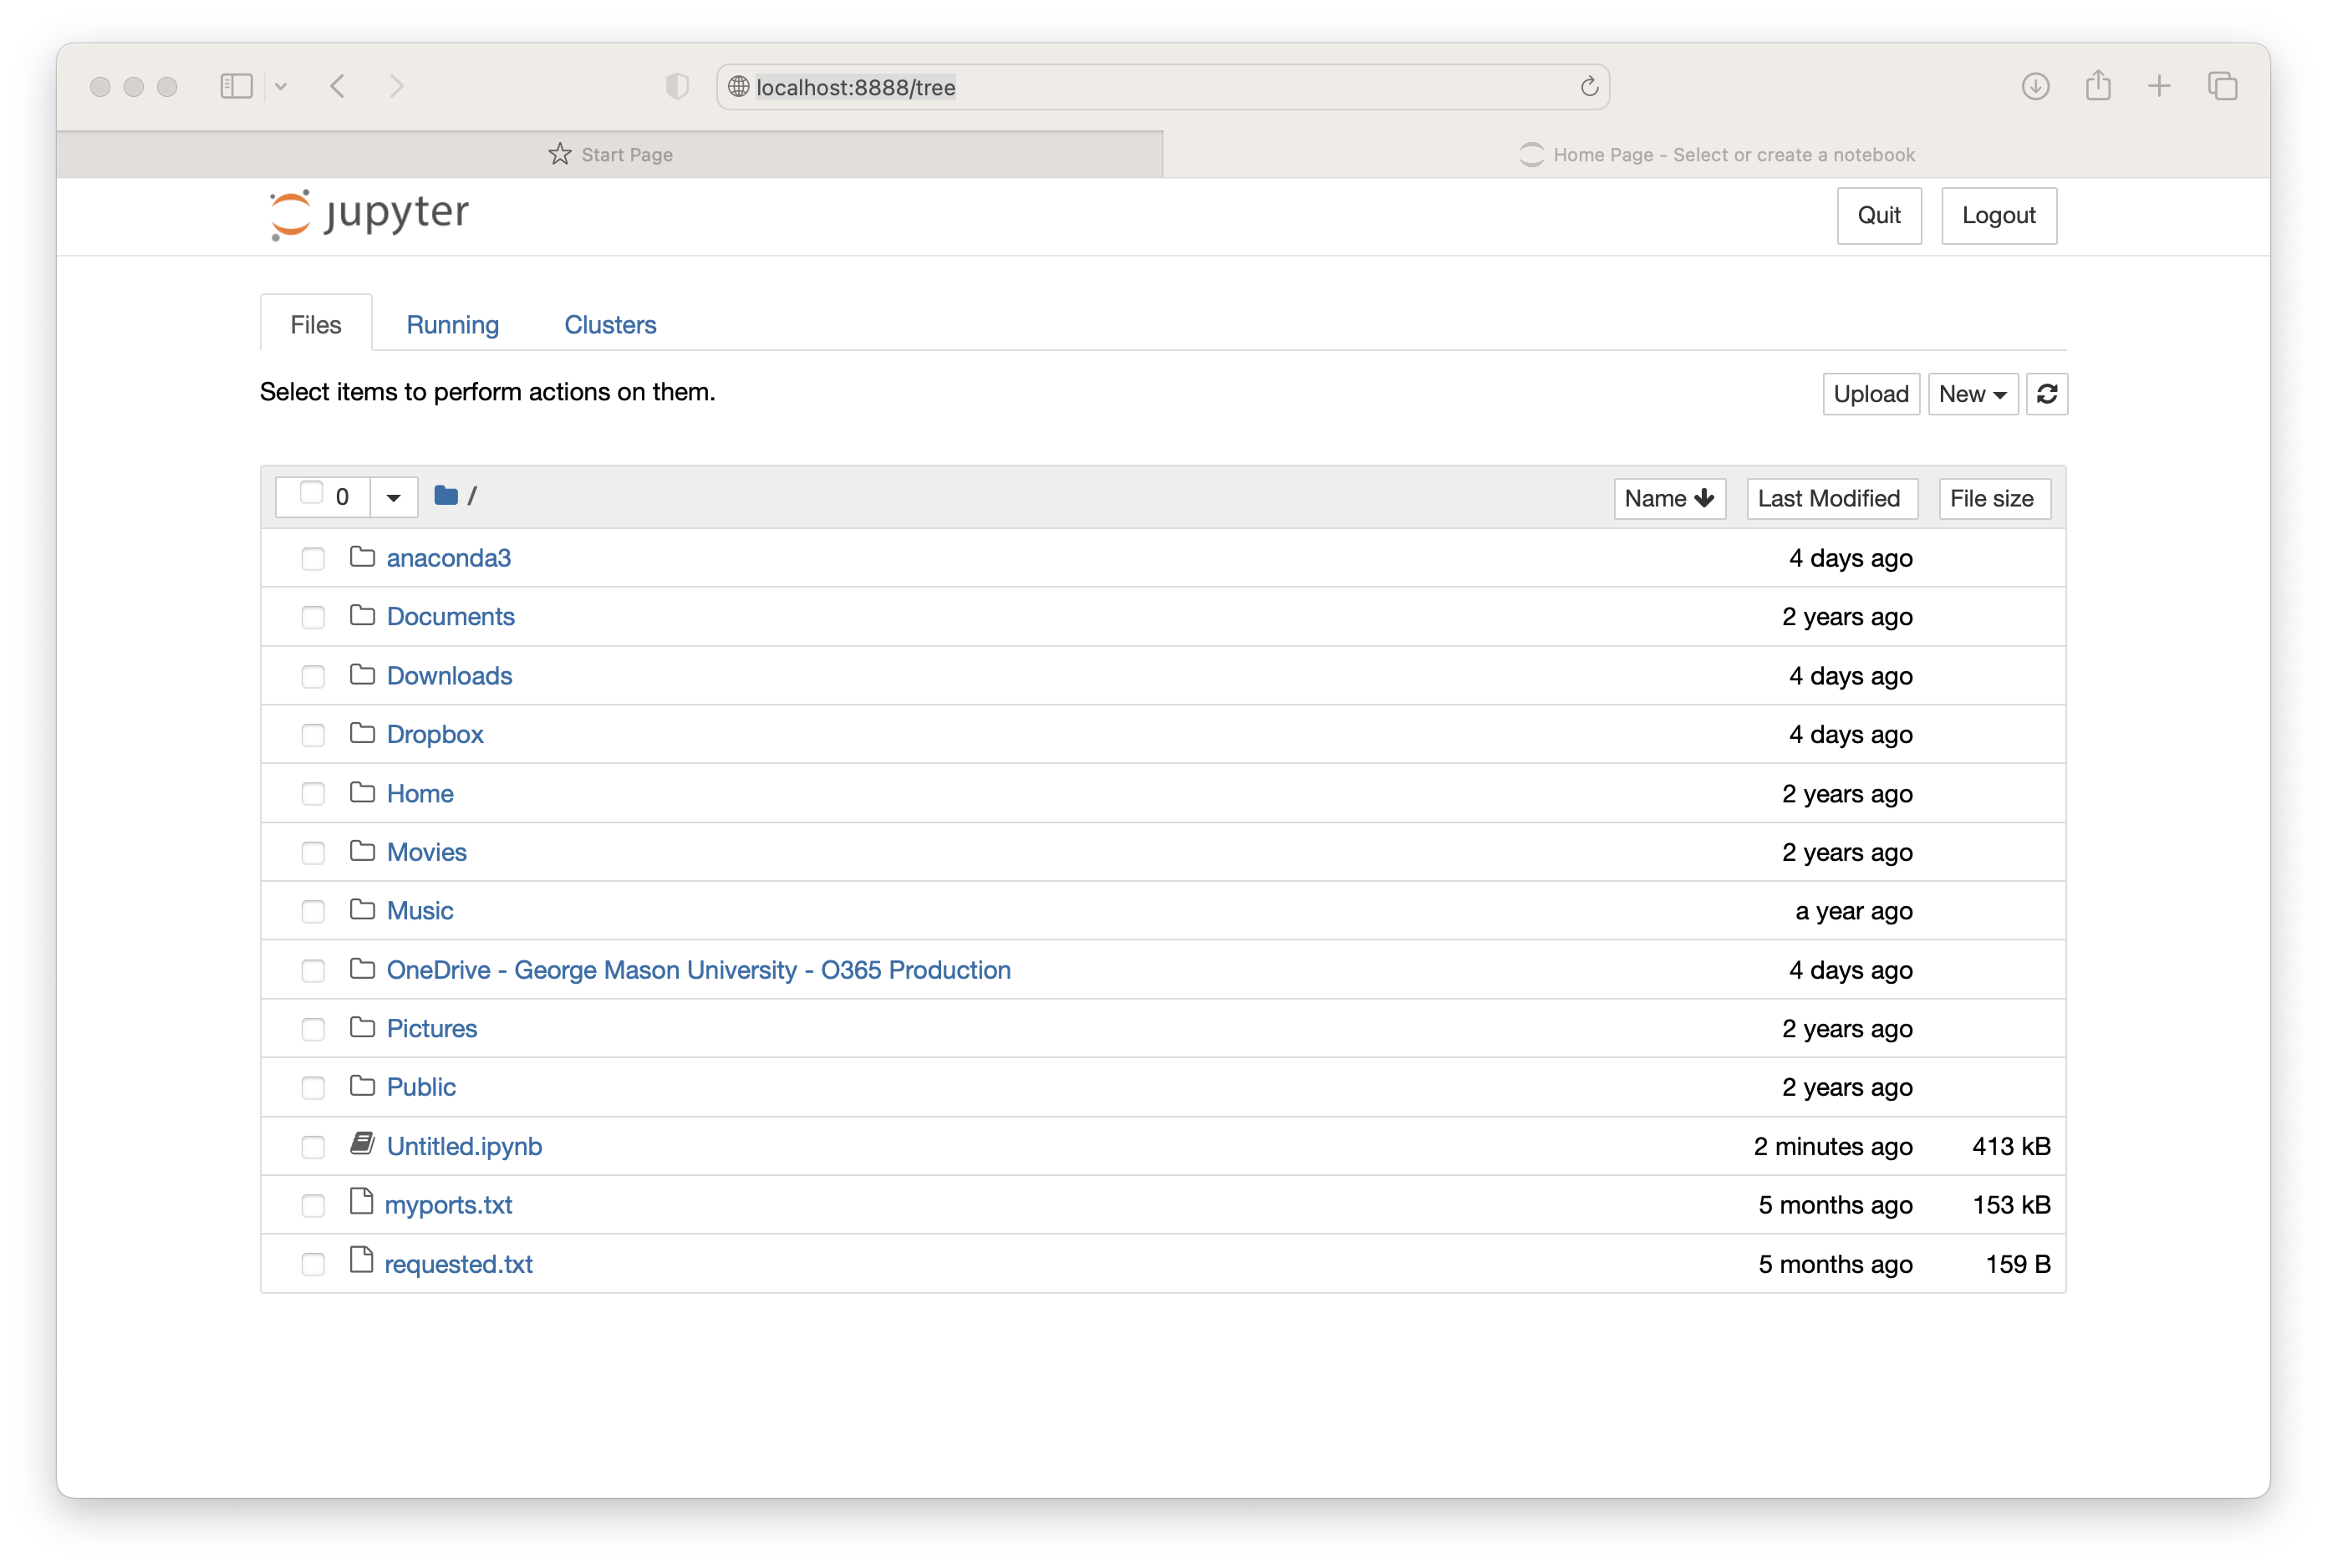 localhost:8888/tree
Start Page
Home Page - Select or create a notebook
jupyter
Quit
Logout
Files
Running
Clusters
Select items to perform actions on them.
Upload
New
0
/
Name
Last Modified
File size
anaconda3
4 days ago
Documents
2 years ago
Downloads
4 days ago
Dropbox
4 days ago
Home
2 years ago
Movies
2 years ago
Music
a year ago
OneDrive - George Mason University - O365 Production
4 days ago
Pictures
2 years ago
Public
2 years ago
Untitled.ipynb
2 minutes ago
413 kB
myports.txt
5 months ago
153 kB
requested.txt
5 months ago
159 B